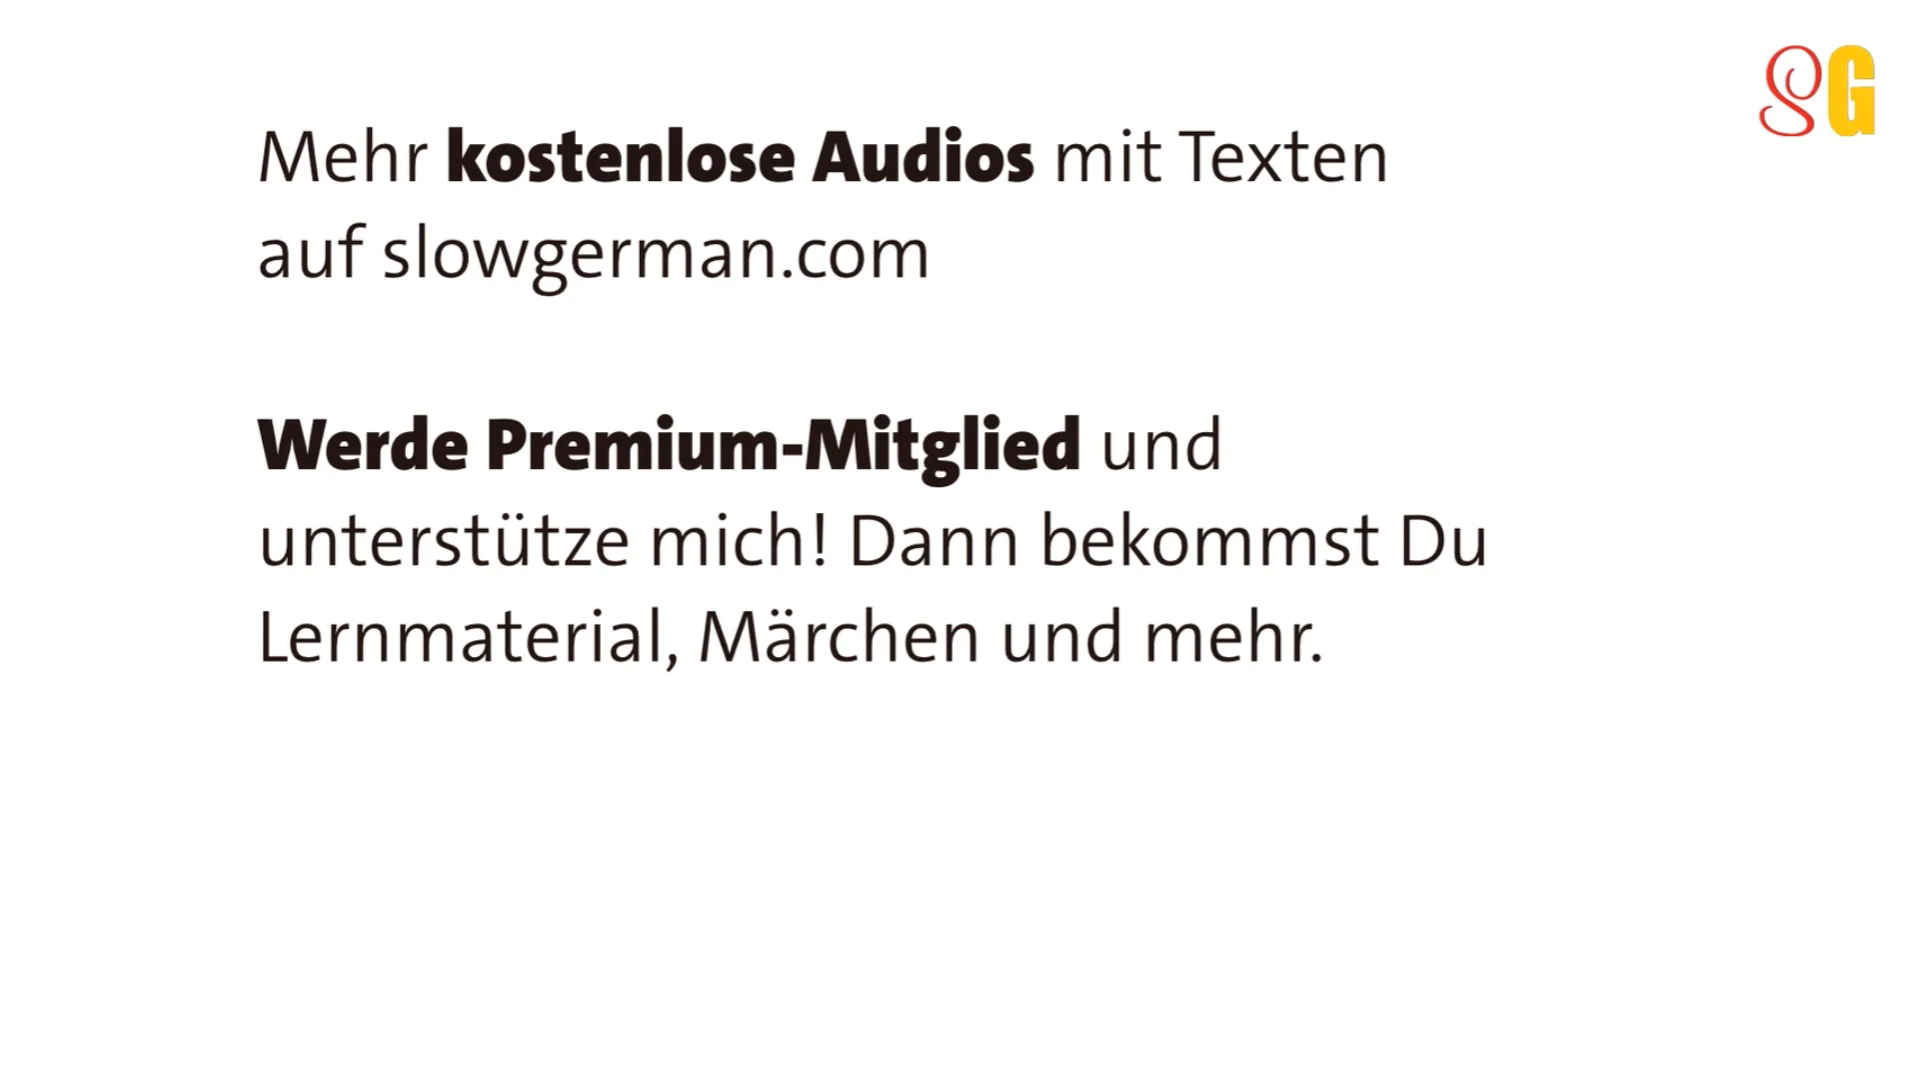 SG
Mehr kostenlose Audios mit Texten
auf slowgerman.com
Werde Premium-Mitglied und
unterstütze mich! Dann bekommst Du
Lernmaterial, Märchen und mehr.